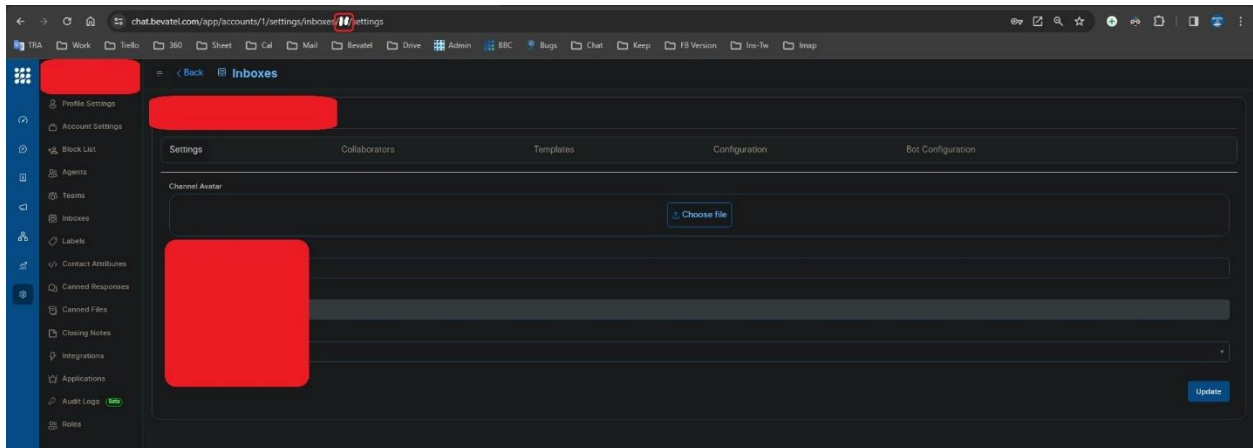 chat.bevatel.com/app/accounts/1/settings/inboxes/ /settings
TRA Work Trello 360 Sheet Cal Mail Bevatel Drive Admin BBC Bugs Chat Keep FB Version Ins-Tw Imap
< Back Inboxes
Profile Settings
Account Settings
Block List
Agents
Teams
Inboxes
Labels
Contact Attributes
Canned Responses
Canned Files
Closing Notes
Integrations
Applications
Audit Logs Beta
Roles
Settings Collaborators Templates Configuration Bot Configuration
Channel Avatar
Choose file
Update